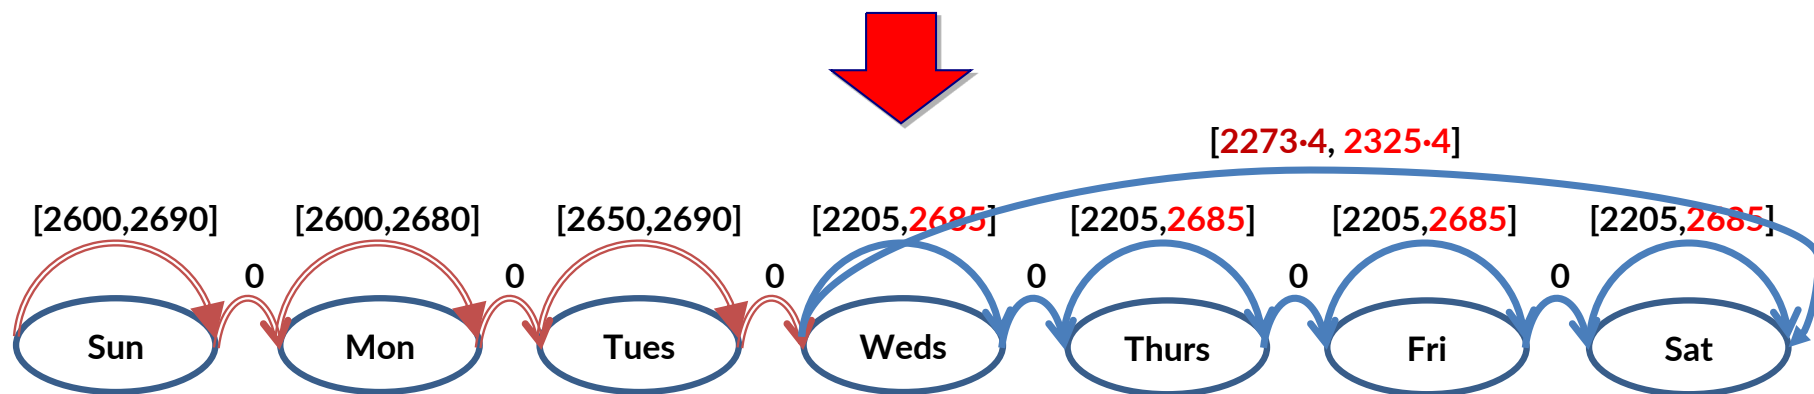 [2273·4, 2325·4]
[2600,2690] [2600,2680] [2650,2690] [2205,2685] [2205,2685] [2205,2685] [2205,2685]
0 0 0 0 0 0
Sun Mon Tues Weds Thurs Fri Sat